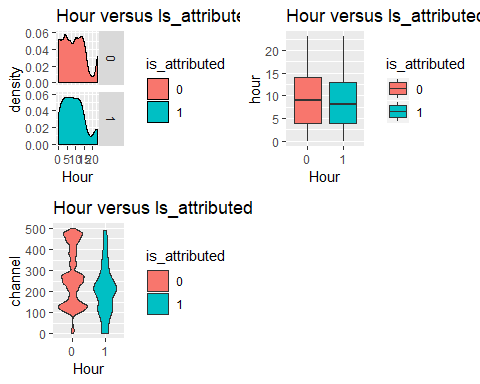 Hour versus Is_attribute
0.06
0.04
0.02
0.00
0
0.06
0.04
0.02
0.00
1
density
0 5 10 15 20
Hour
is_attributed
0
1
Hour versus Is_attributed
20
15
10
5
0
hour
0 1
Hour
is_attributed
0
1
Hour versus Is_attributed
500
400
300
200
100
0
channel
0 1
Hour
is_attributed
0
1